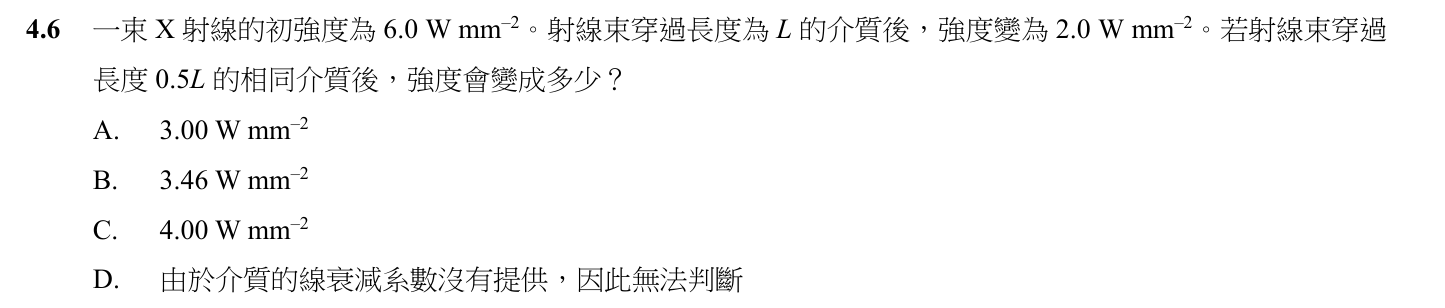 4.6 一束 X 射線的初強度為 6.0 W mm⁻²。射線束穿過長度為 L 的介質後，強度變為 2.0 W mm⁻²。若射線束穿過
長度 0.5L 的相同介質後，強度會變成多少？
A. 3.00 W mm⁻²
B. 3.46 W mm⁻²
C. 4.00 W mm⁻²
D. 由於介質的線衰減系數沒有提供，因此無法判斷